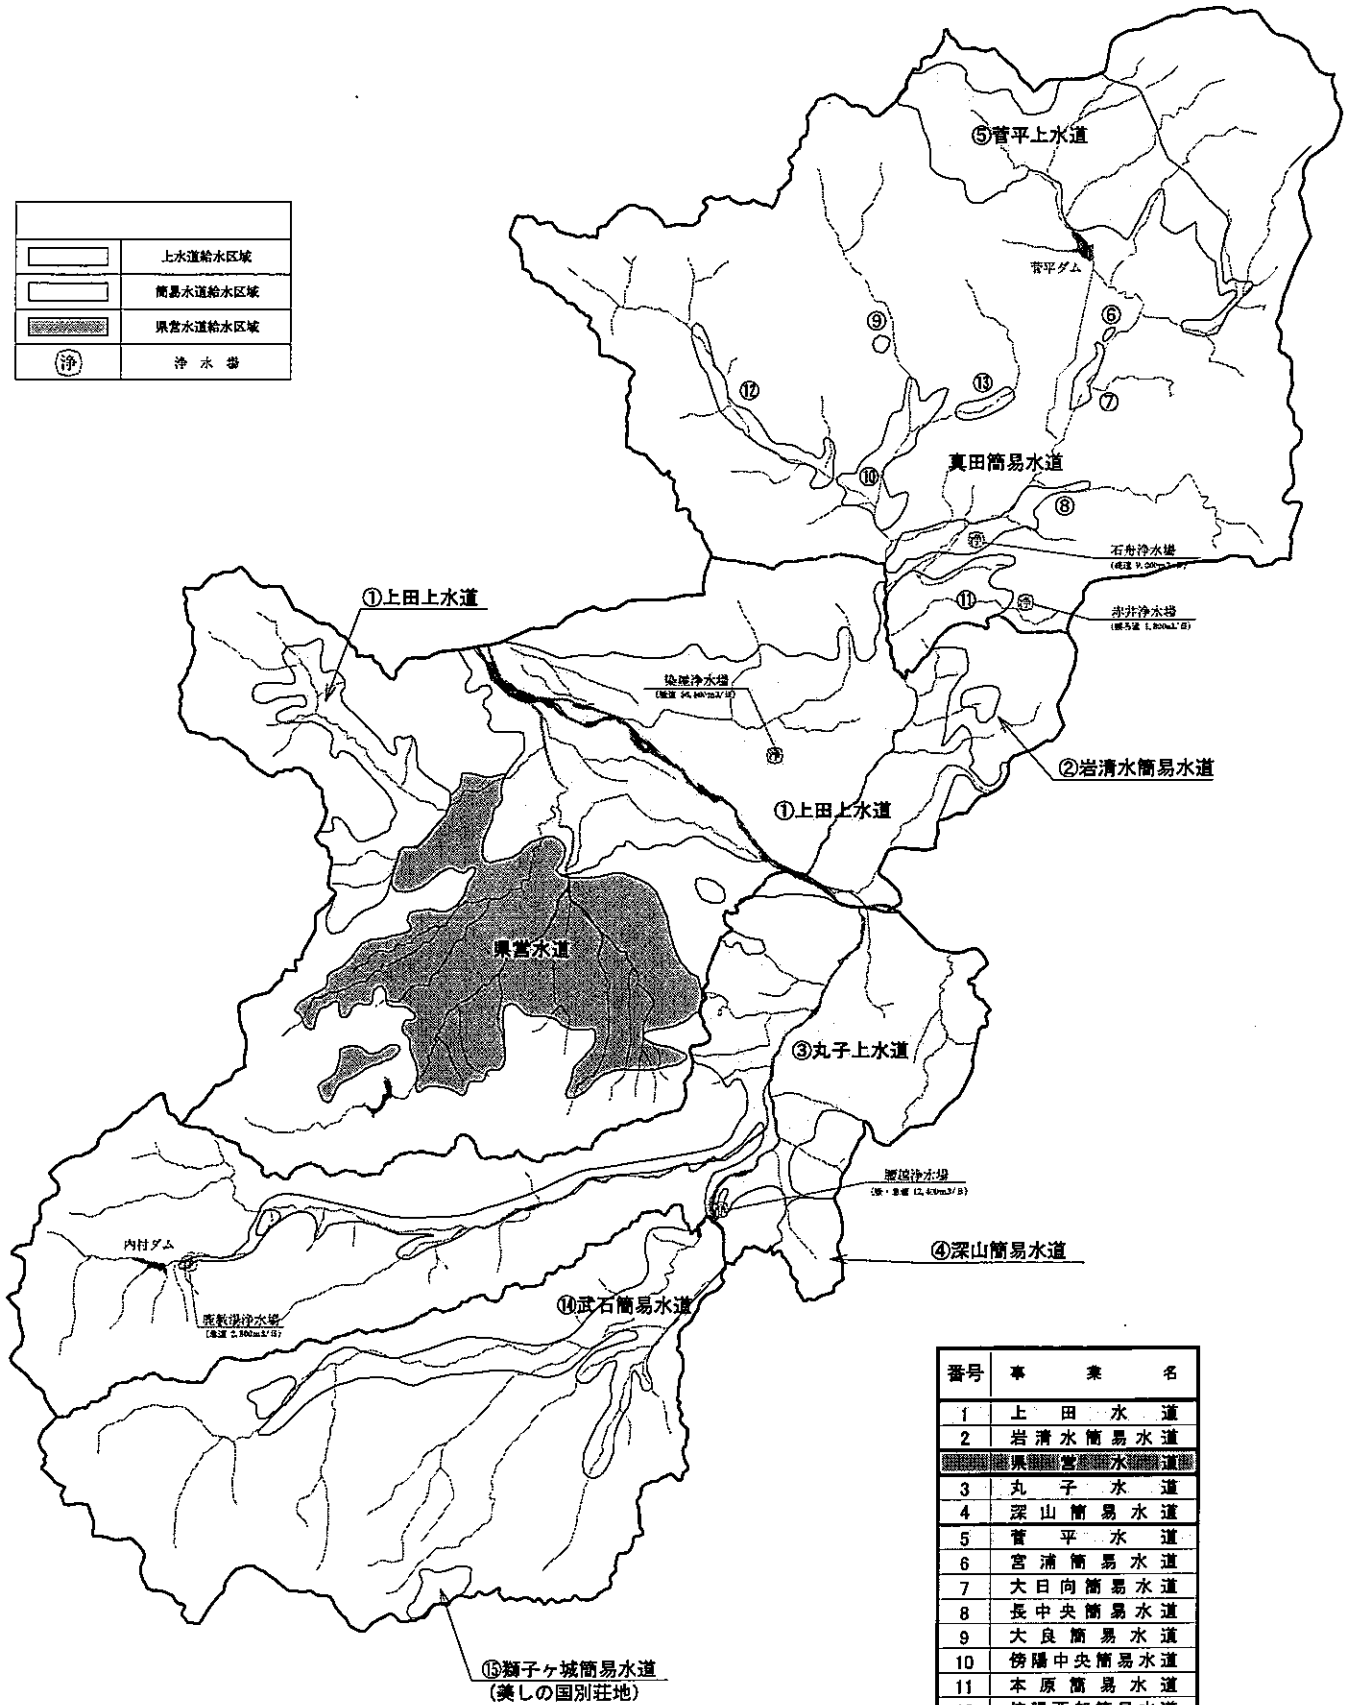 ⑤菅平上水道
上水道給水区域
簡易水道給水区域
県営水道給水区域
浄
浄水場
菅平ダム
⑥
⑨
⑬
⑫
⑦
真田簡易水道
⑩
⑧
浄
石舟浄水場
①上田上水道
⑪
浄
赤井浄水場
染屋浄水場
浄
②岩清水簡易水道
①上田上水道
県営水道
③丸子上水道
腰越浄水場
④深山簡易水道
内村ダム
⑭武石簡易水道
鹿教湯浄水場
⑮獅子ヶ城簡易水道
(美しの国別荘地)
番号 事業名
1 上田水道
2 岩清水簡易水道
県営水道
3 丸子水道
4 深山簡易水道
5 菅平水道
6 宮浦簡易水道
7 大日向簡易水道
8 長中央簡易水道
9 大良簡易水道
10 傍陽中央簡易水道
11 本原簡易水道